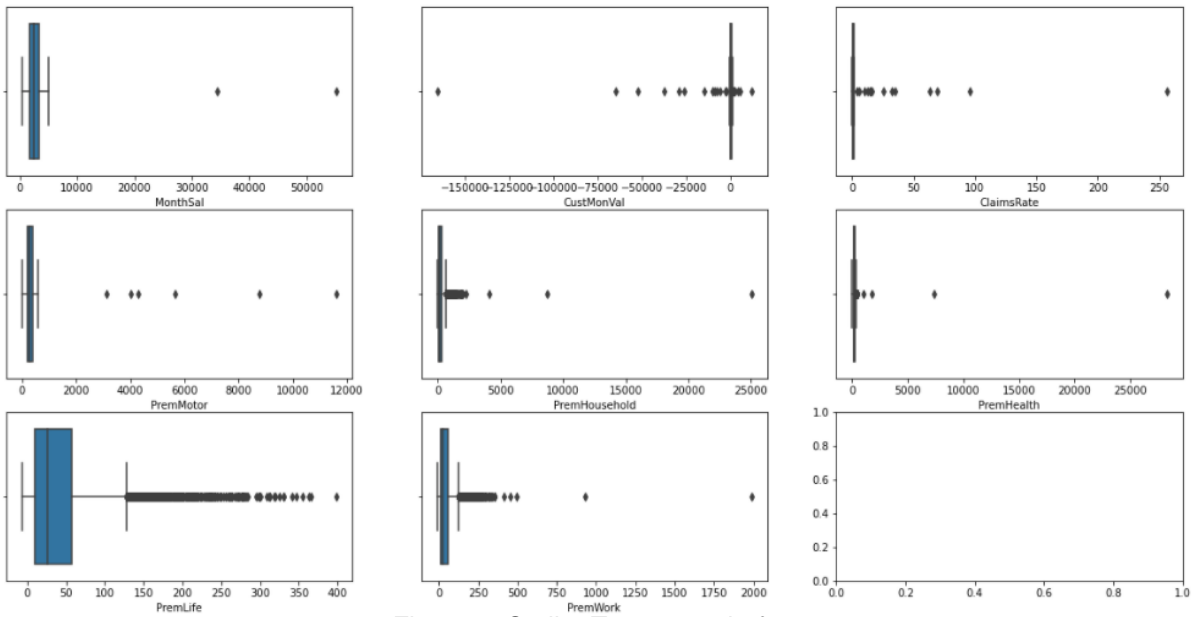 0 10000 20000 30000 40000 50000
MonthSal
−150000 −125000 −100000 −75000 −50000 −25000 0
CustMonVal
0 50 100 150 200 250
ClaimsRate
0 2000 4000 6000 8000 10000 12000
PremMotor
0 5000 10000 15000 20000 25000
PremHousehold
0 5000 10000 15000 20000 25000
PremHealth
0 50 100 150 200 250 300 350 400
PremLife
0 250 500 750 1000 1250 1500 1750 2000
PremWork
1.0
0.8
0.6
0.4
0.2
0.0
0.0 0.2 0.4 0.6 0.8 1.0